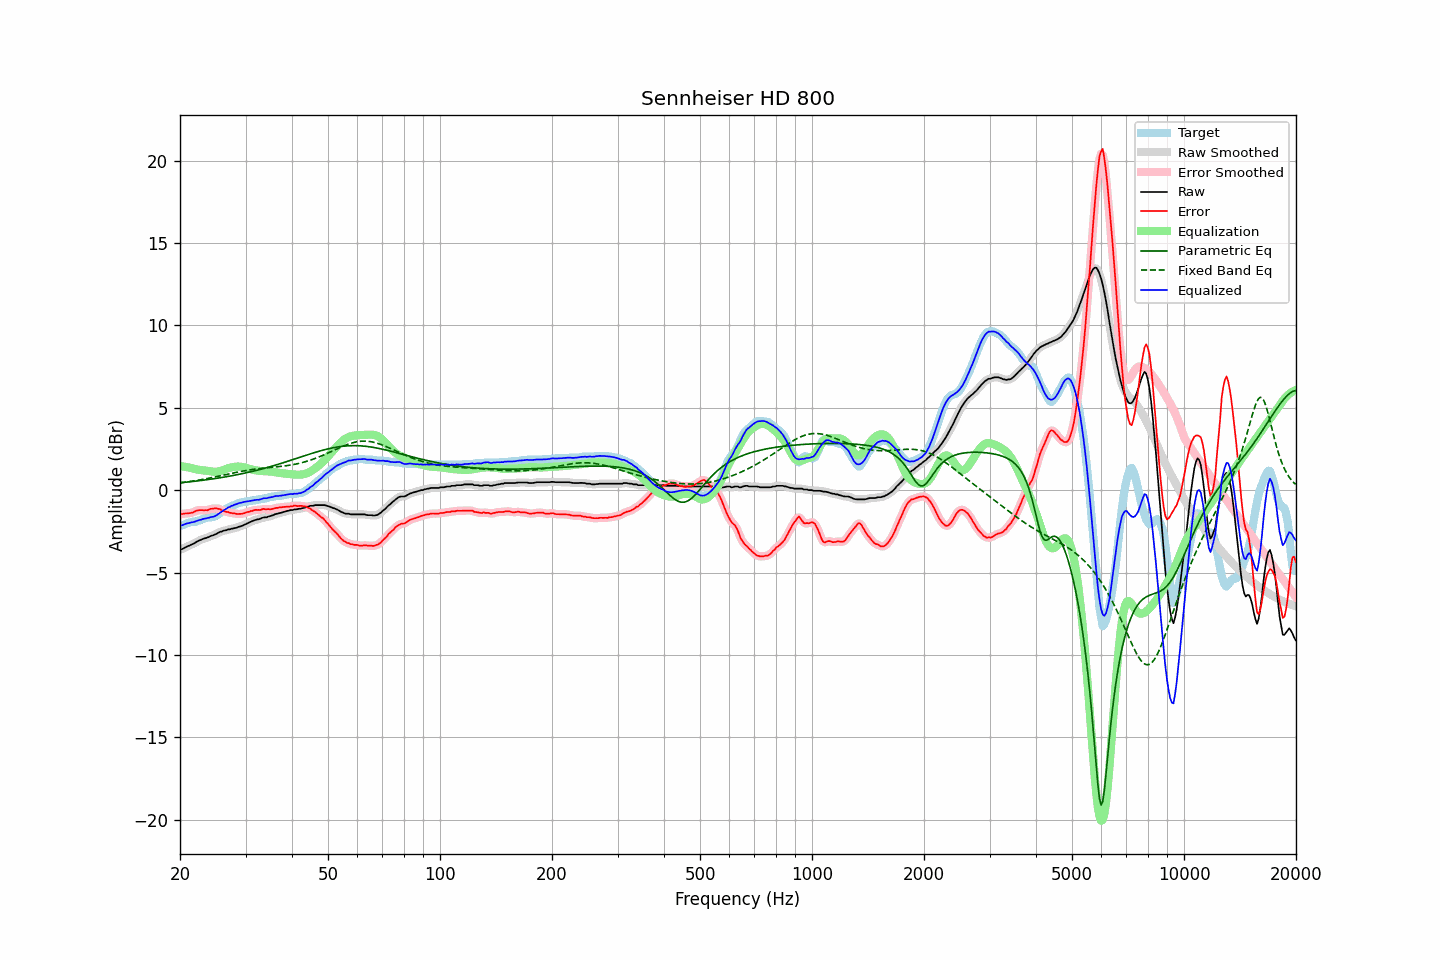 Sennheiser HD 800
Target
Raw Smoothed
Error Smoothed
Raw
Error
Equalization
Parametric Eq
Fixed Band Eq
Equalized
Amplitude (dBr)
20
15
10
5
0
−5
−10
−15
−20
20 50 100 200 500 1000 2000 5000 10000 20000
Frequency (Hz)